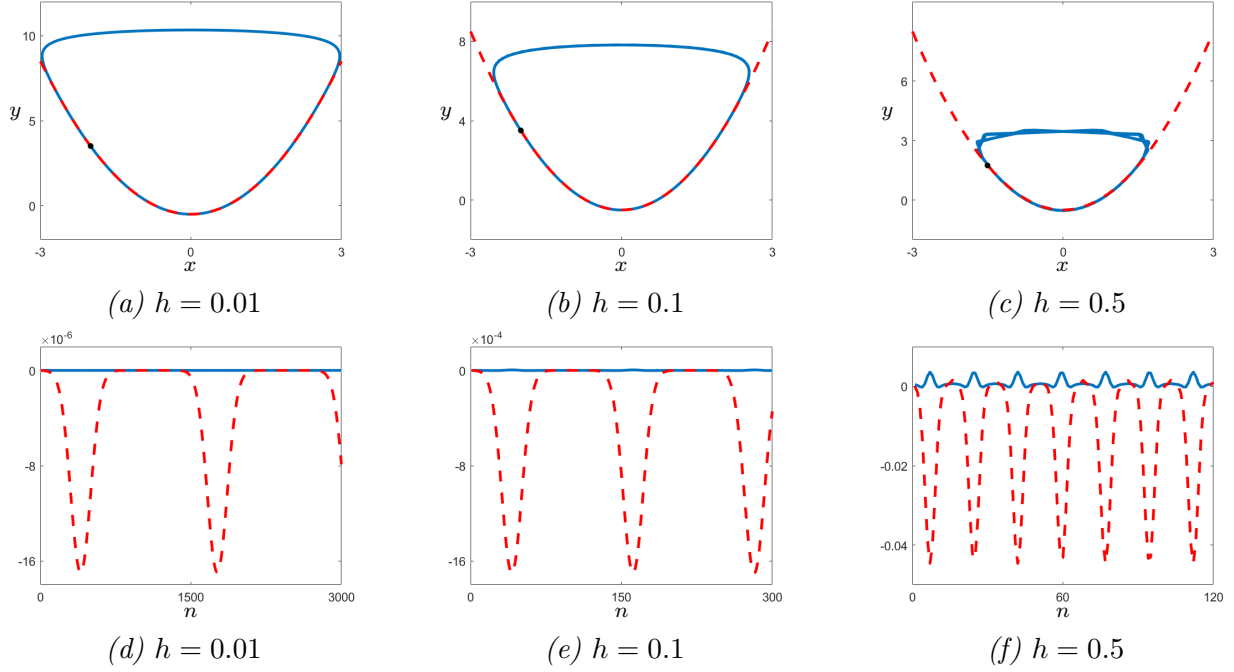 10
5
0
y
-3
0
3
x
(a) h = 0.01
8
4
0
y
-3
0
3
x
(b) h = 0.1
6
3
0
y
-3
0
3
x
(c) h = 0.5
×10-6
0
-8
-16
0
1500
3000
n
(d) h = 0.01
×10-4
0
-8
-16
0
150
300
n
(e) h = 0.1
0
-0.02
-0.04
0
60
120
n
(f) h = 0.5